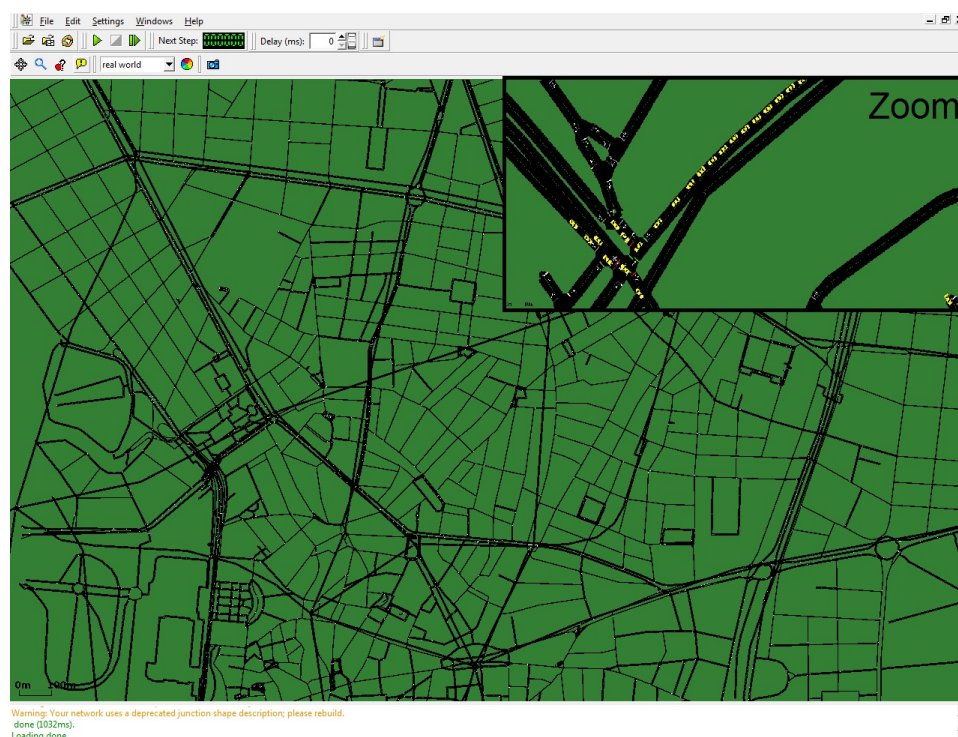 File Edit Settings Windows Help
Next Step: Delay (ms): 0
real world
Zoom
0m
Warning: Your network uses a deprecated junction shape description; please rebuild.
done (1032ms).
Loading done.